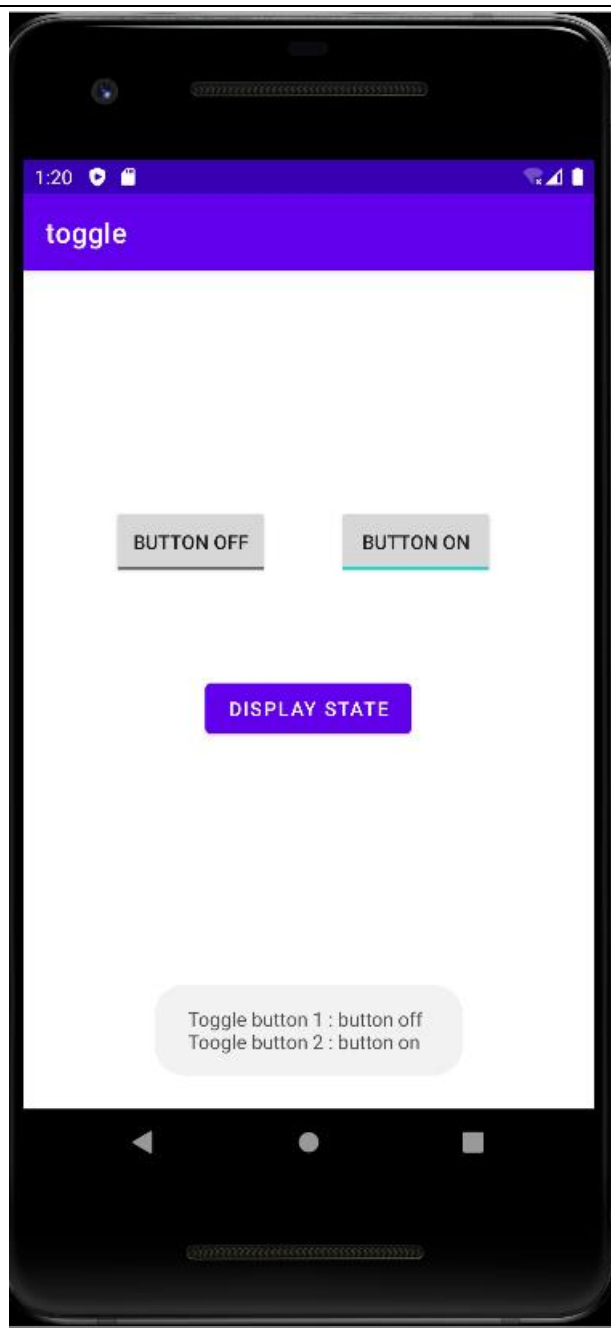 1:20
toggle
BUTTON OFF
BUTTON ON
DISPLAY STATE
Toggle button 1 : button off
Toogle button 2 : button on